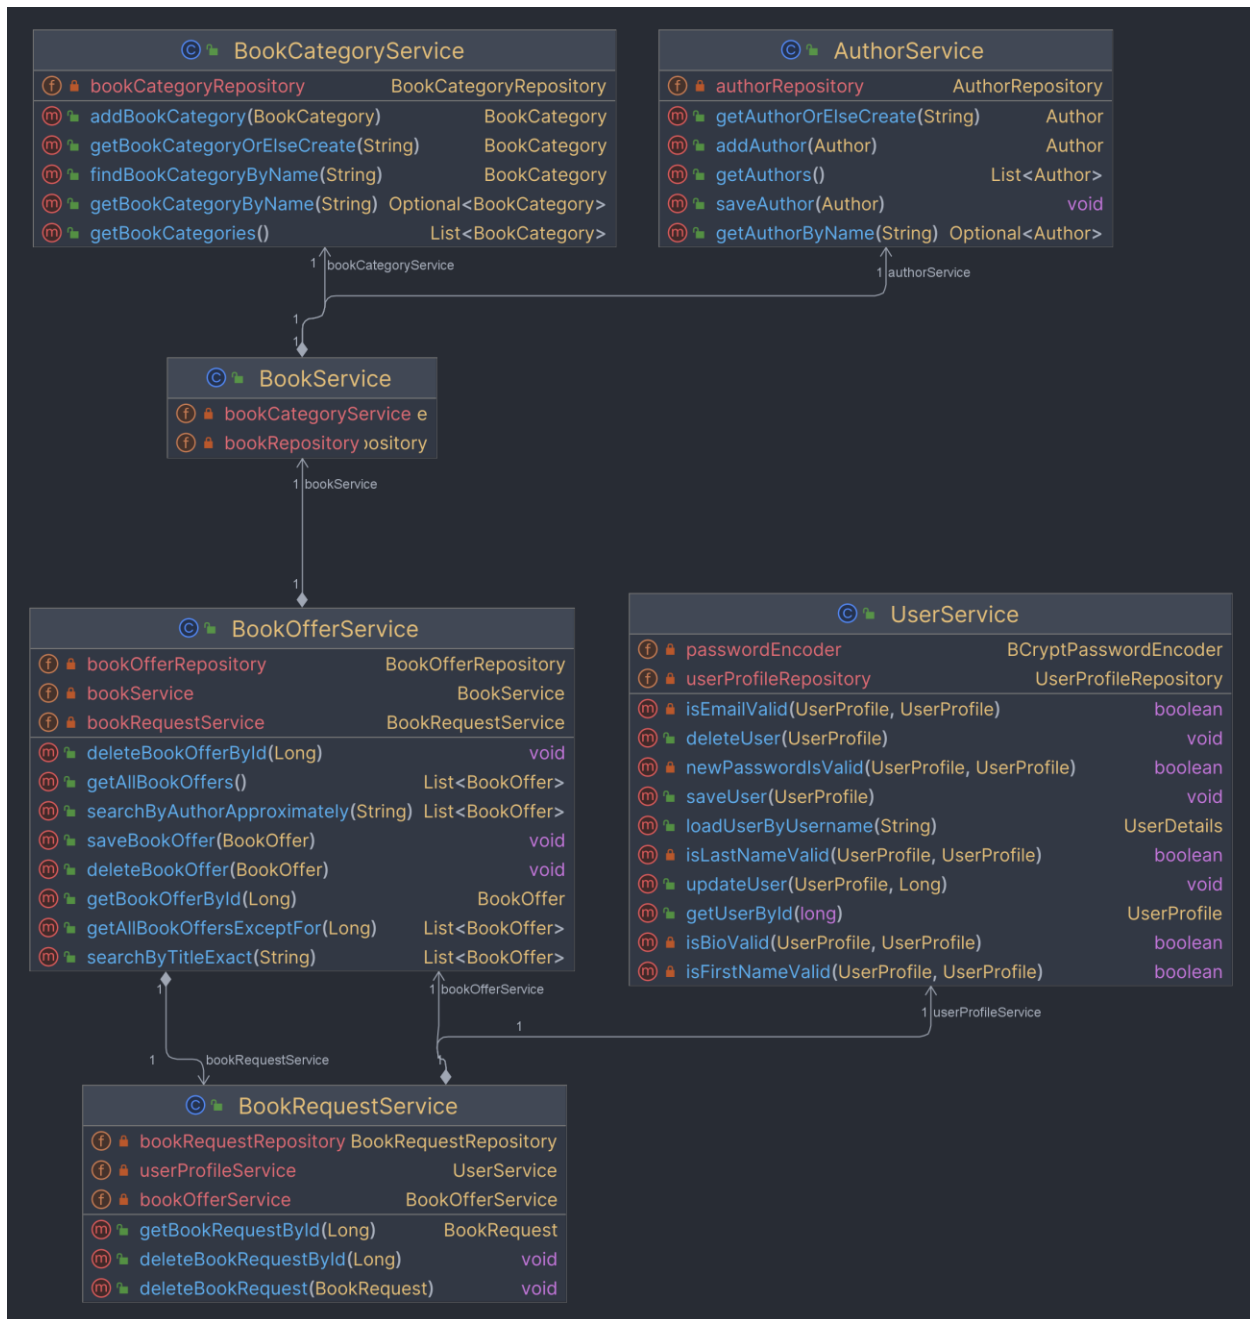 BookCategoryService
bookCategoryRepository BookCategoryRepository
addBookCategory(BookCategory) BookCategory
getBookCategoryOrElseCreate(String) BookCategory
findBookCategoryByName(String) BookCategory
getBookCategoryByName(String) Optional<BookCategory>
getBookCategories() List<BookCategory>
AuthorService
authorRepository AuthorRepository
getAuthorOrElseCreate(String) Author
addAuthor(Author) Author
getAuthors() List<Author>
saveAuthor(Author) void
getAuthorByName(String) Optional<Author>
1 bookCategoryService
1 authorService
1
1
BookService
bookCategoryService e
bookRepository ository
1 bookService
1
BookOfferService
bookOfferRepository BookOfferRepository
bookService BookService
bookRequestService BookRequestService
deleteBookOfferById(Long) void
getAllBookOffers() List<BookOffer>
searchByAuthorApproximately(String) List<BookOffer>
saveBookOffer(BookOffer) void
deleteBookOffer(BookOffer) void
getBookOfferById(Long) BookOffer
getAllBookOffersExceptFor(Long) List<BookOffer>
searchByTitleExact(String) List<BookOffer>
UserService
passwordEncoder BCryptPasswordEncoder
userProfileRepository UserProfileRepository
isEmailValid(UserProfile, UserProfile) boolean
deleteUser(UserProfile) void
newPasswordIsValid(UserProfile, UserProfile) boolean
saveUser(UserProfile) void
loadUserByUsername(String) UserDetails
isLastNameValid(UserProfile, UserProfile) boolean
updateUser(UserProfile, Long) void
getUserById(long) UserProfile
isBioValid(UserProfile, UserProfile) boolean
isFirstNameValid(UserProfile, UserProfile) boolean
1
1 bookOfferService
1 userProfileService
1
1 bookRequestService
1
BookRequestService
bookRequestRepository BookRequestRepository
userProfileService UserService
bookOfferService BookOfferService
getBookRequestById(Long) BookRequest
deleteBookRequestById(Long) void
deleteBookRequest(BookRequest) void